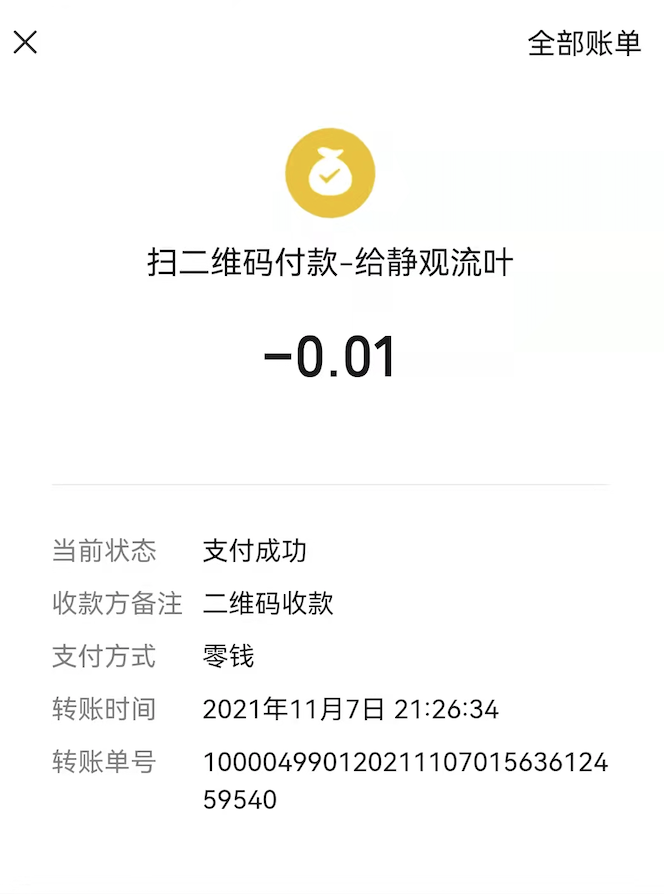 全部账单
扫二维码付款-给静观流叶
-0.01
当前状态 支付成功
收款方备注 二维码收款
支付方式 零钱
转账时间 2021年11月7日 21:26:34
转账单号 1000049901202111070156361 24
59540